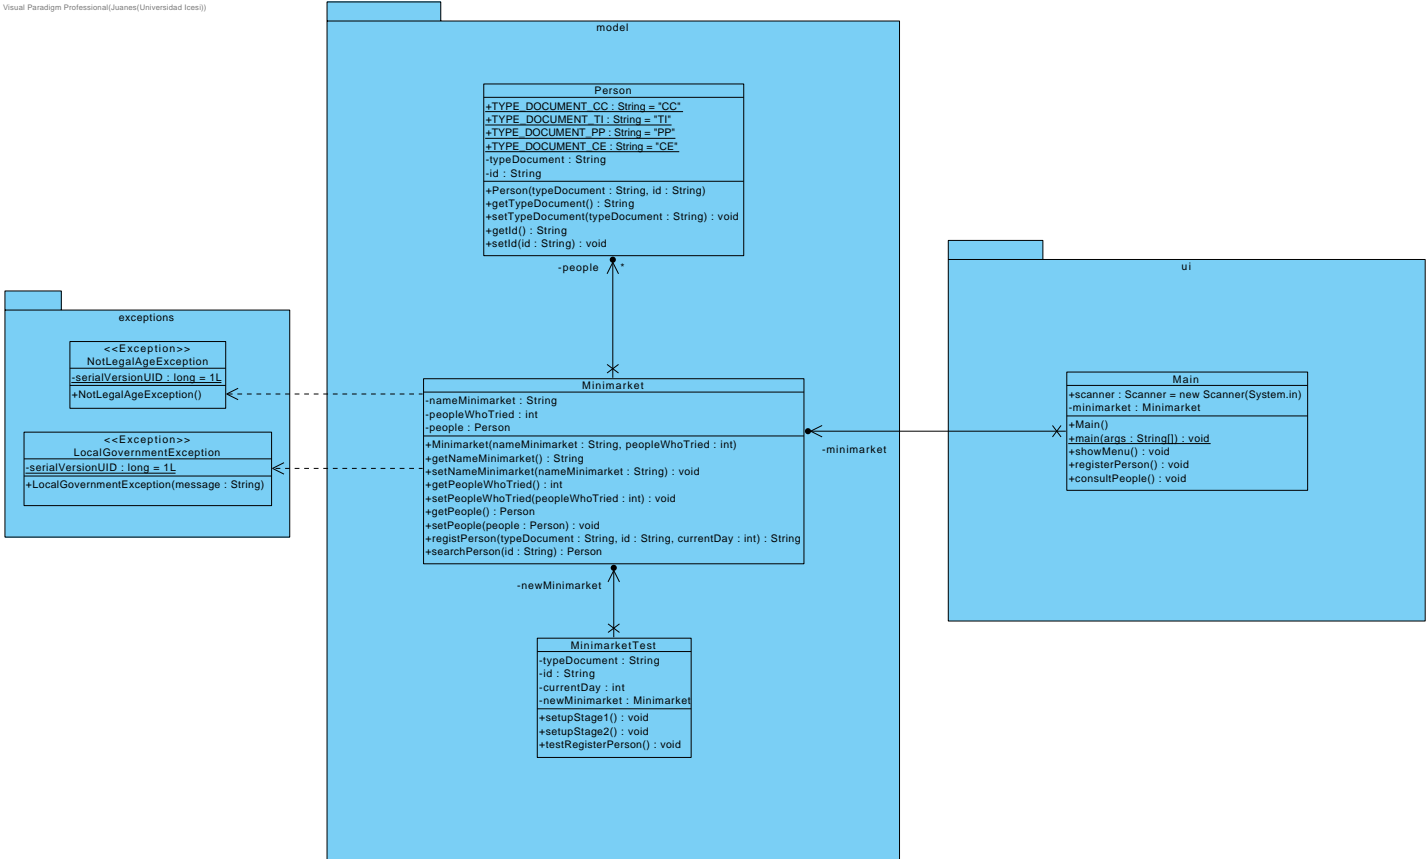 Visual Paradigm Professional(Juanes(Universidad Icesi))
model
Person
+TYPE_DOCUMENT_CC : String = "CC"
+TYPE_DOCUMENT_TI : String = "TI"
+TYPE_DOCUMENT_PP : String = "PP"
+TYPE_DOCUMENT_CE : String = "CE"
-typeDocument : String
-id : String
+Person(typeDocument : String, id : String)
+getTypeDocument() : String
+setTypeDocument(typeDocument : String) : void
+getId() : String
+setId(id : String) : void
-people
*
exceptions
<<Exception>>
NotLegalAgeException
-serialVersionUID : long = 1L
+NotLegalAgeException()
<<Exception>>
LocalGovernmentException
-serialVersionUID : long = 1L
+LocalGovernmentException(message : String)
Minimarket
-nameMinimarket : String
-peopleWhoTried : int
-people : Person
+Minimarket(nameMinimarket : String, peopleWhoTried : int)
+getNameMinimarket() : String
+setNameMinimarket(nameMinimarket : String) : void
+getPeopleWhoTried() : int
+setPeopleWhoTried(peopleWhoTried : int) : void
+getPeople() : Person
+setPeople(people : Person) : void
+registPerson(typeDocument : String, id : String, currentDay : int) : String
+searchPerson(id : String) : Person
-newMinimarket
MinimarketTest
-typeDocument : String
-id : String
-currentDay : int
-newMinimarket : Minimarket
+setupStage1() : void
+setupStage2() : void
+testRegisterPerson() : void
ui
Main
+scanner : Scanner = new Scanner(System.in)
-minimarket : Minimarket
+Main()
+main(args : String[]) : void
+showMenu() : void
+registerPerson() : void
+consultPeople() : void
-minimarket